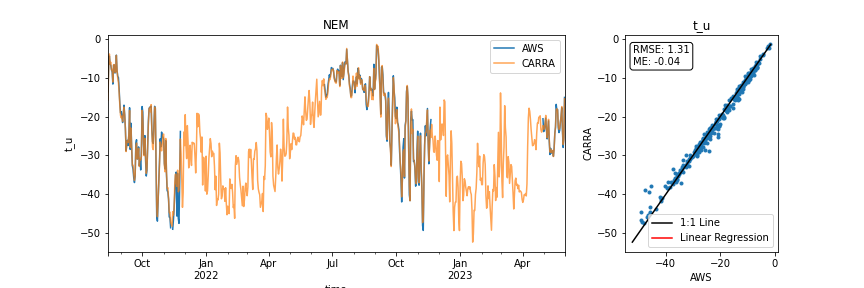 NEM
t_u
0
−10
−20
−30
−40
−50
Oct
Jan
2022
Apr
Jul
Oct
Jan
2023
Apr
time
AWS
CARRA
t_u
CARRA
0
−10
−20
−30
−40
−50
RMSE: 1.31
ME: -0.04
1:1 Line
Linear Regression
−40
−20
0
AWS